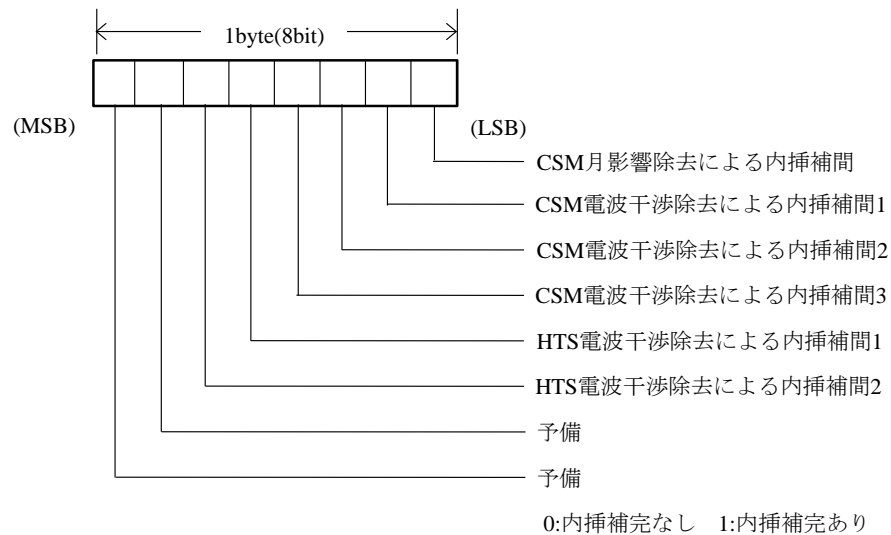 1byte(8bit)
(MSB)
(LSB)
CSM月影響除去による内挿補間
CSM電波干渉除去による内挿補間1
CSM電波干渉除去による内挿補間2
CSM電波干渉除去による内挿補間3
HTS電波干渉除去による内挿補間1
HTS電波干渉除去による内挿補間2
予備
予備
0:内挿補完なし 1:内挿補完あり